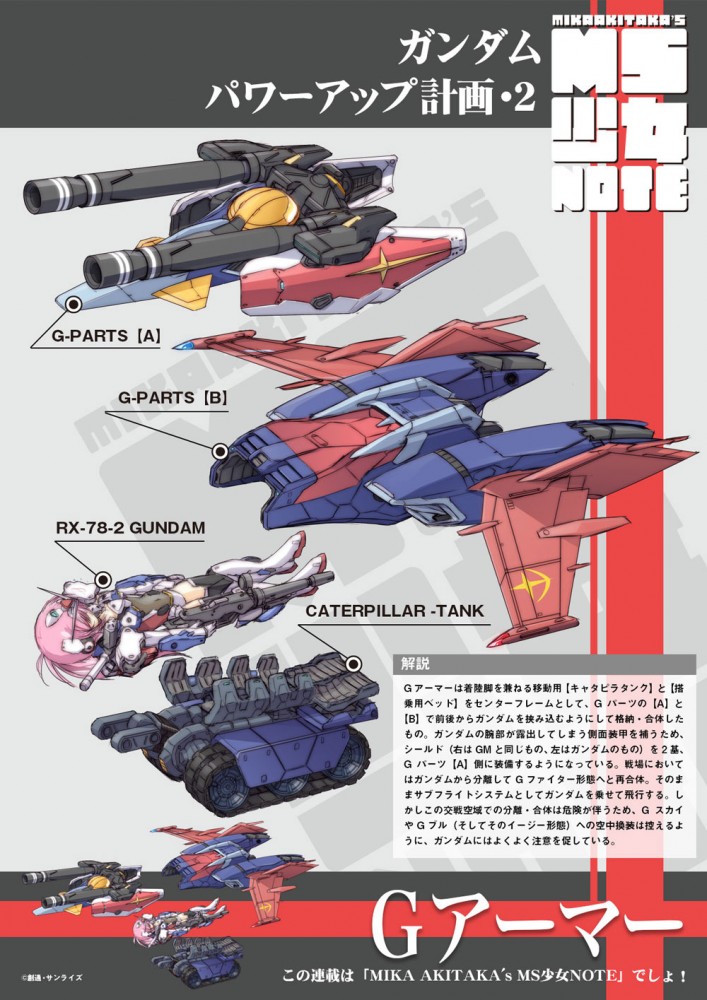 MIKAAKITAKA'S
MS
少女
NOTE
ガンダム
パワーアップ計画・2
G-PARTS【A】
G-PARTS【B】
RX-78-2 GUNDAM
CATERPILLAR -TANK
解説
Gアーマーは着陸脚を兼ねる移動用【キャタピラタンク】と【搭
乗用ベッド】をセンターフレームとして、G パーツの【A】と
【B】で前後からガンダムを挟み込むようにして格納・合体した
もの。ガンダムの腕部が露出してしまう側面装甲を補うため、
シールド（右は GM と同じもの、左はガンダムのもの）を２基、
G パーツ【A】側に装備するようになっている。戦場において
はガンダムから分離して G ファイター形態へと再合体。そのま
まサブフライトシステムとしてガンダムを乗せて飛行する。し
かしこの交戦空域での分離・合体は危険が伴うため、G スカイ
や G ブル（そしてそのイージー形態）への空中換装は控えるよ
うに、ガンダムにはよくよく注意を促している。
Gアーマー
この連載は「MIKA AKITAKA's MS少女NOTE」でしょ！
©創通・サンライズ